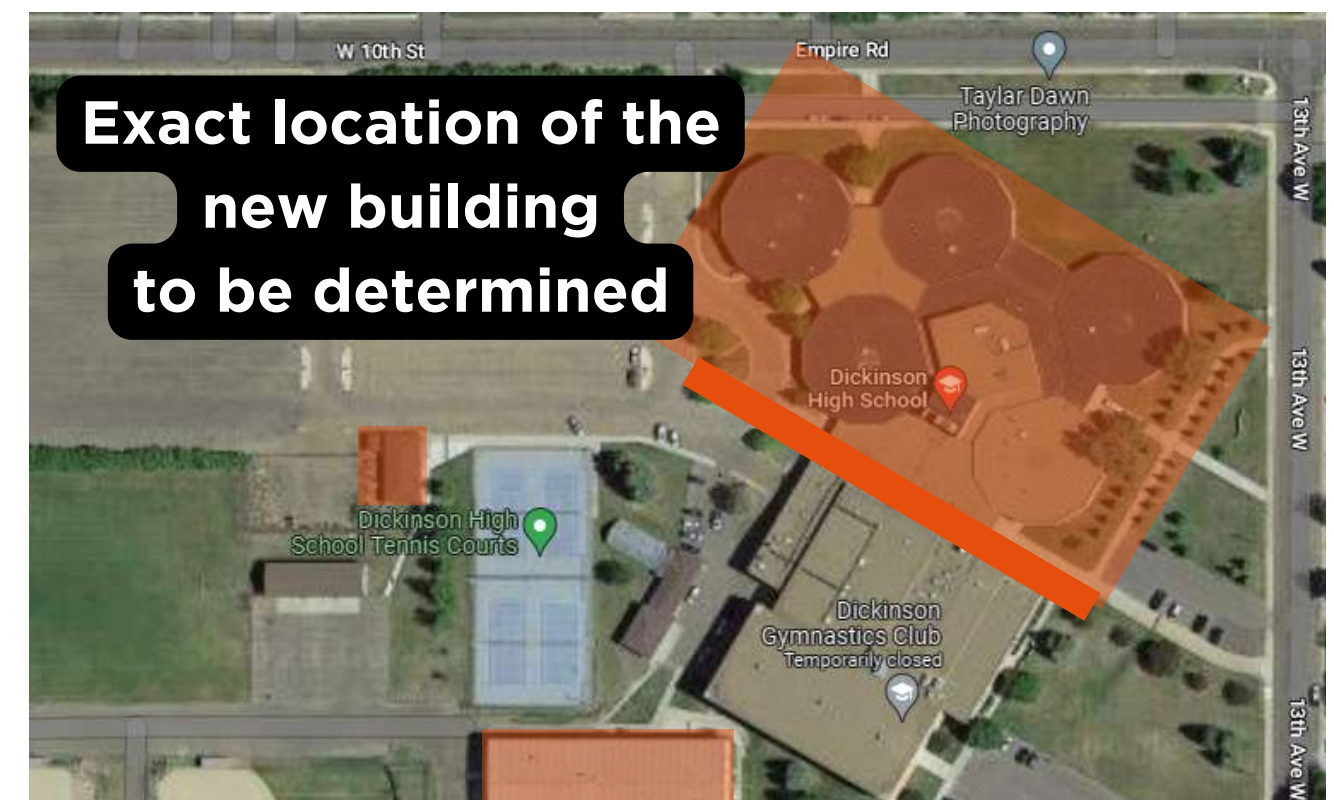 W 10th St
Empire Rd
Taylar Dawn
Photography
13th Ave W
Exact location of the
new building
to be determined
13th Ave W
Dickinson
High School
Dickinson High
School Tennis Courts
Dickinson
Gymnastics Club
Temporarily closed
13th Ave W